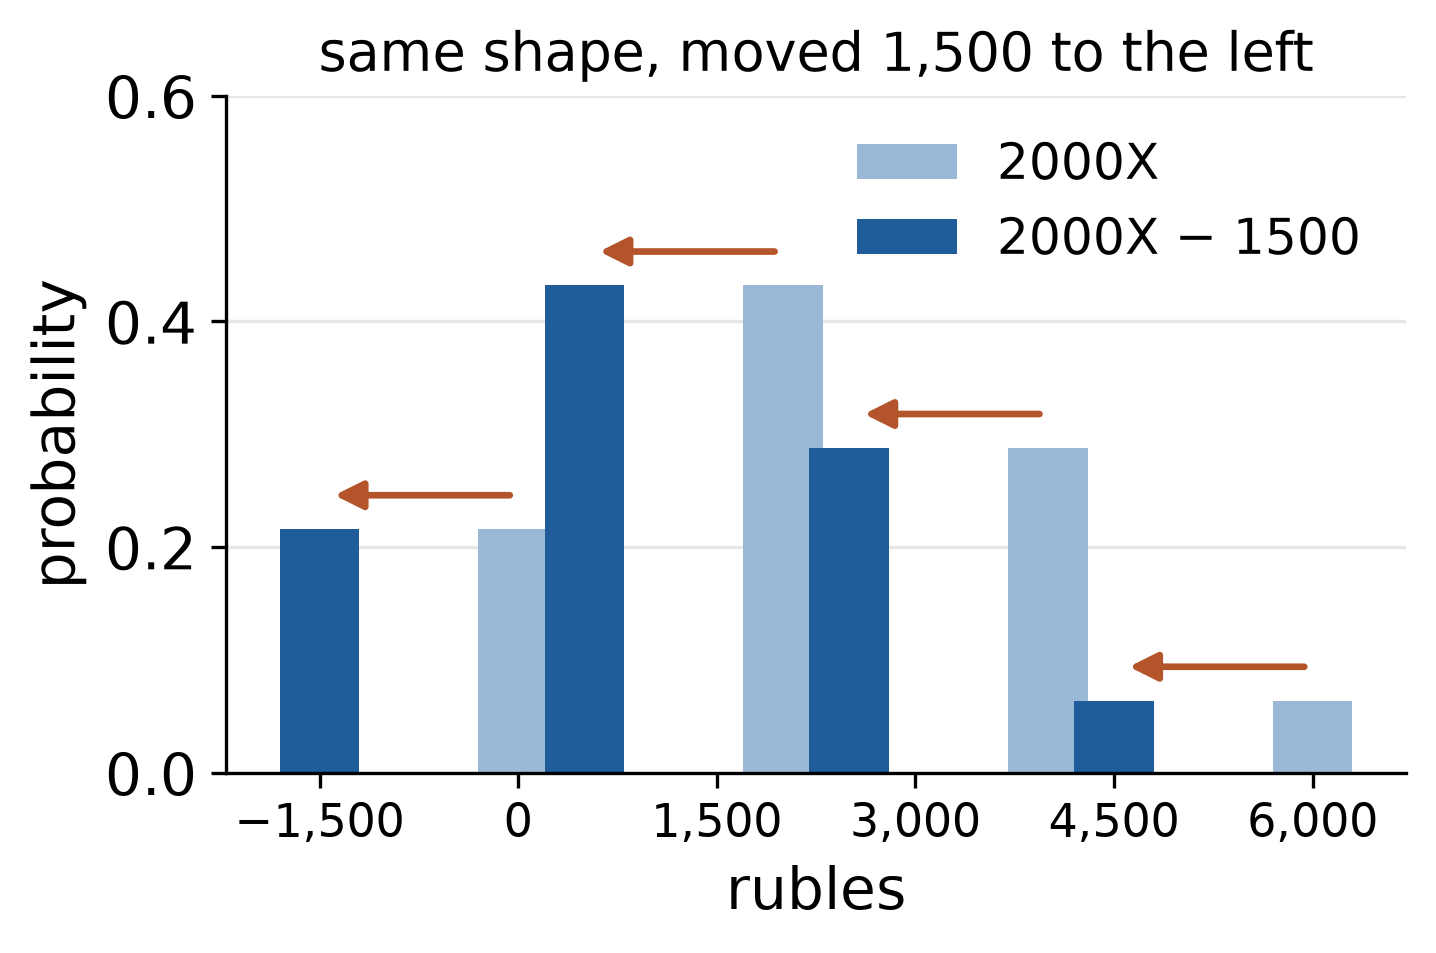 same shape, moved 1,500 to the left
2000X
2000X − 1500
probability
0.6
0.4
0.2
0.0
−1,500 0 1,500 3,000 4,500 6,000
rubles